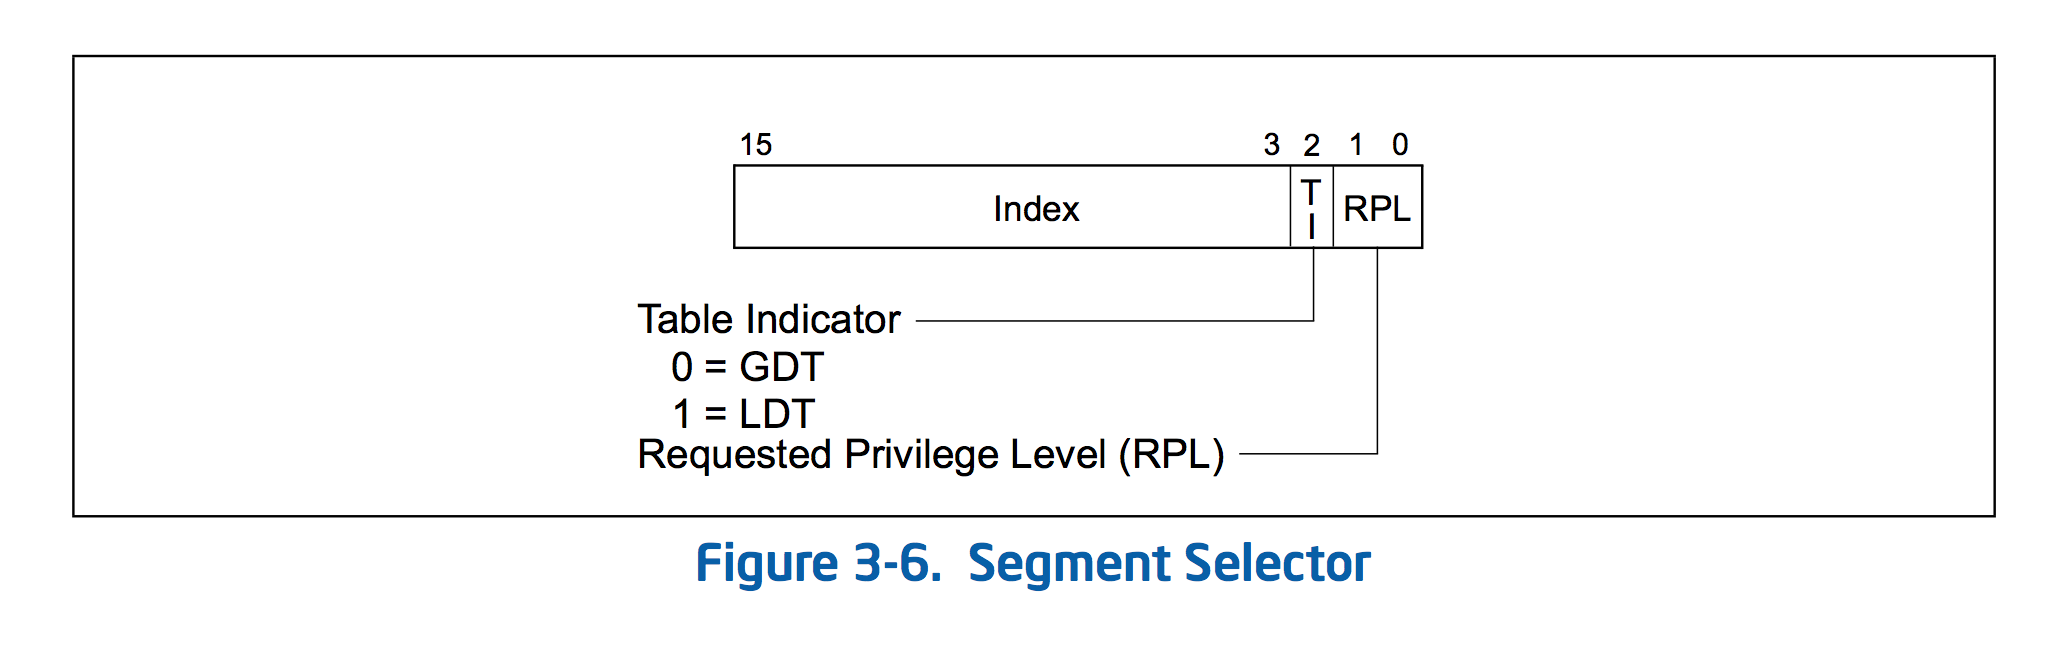 15 3 2 1 0
Index TI RPL
Table Indicator
0 = GDT
1 = LDT
Requested Privilege Level (RPL)
Figure 3-6. Segment Selector